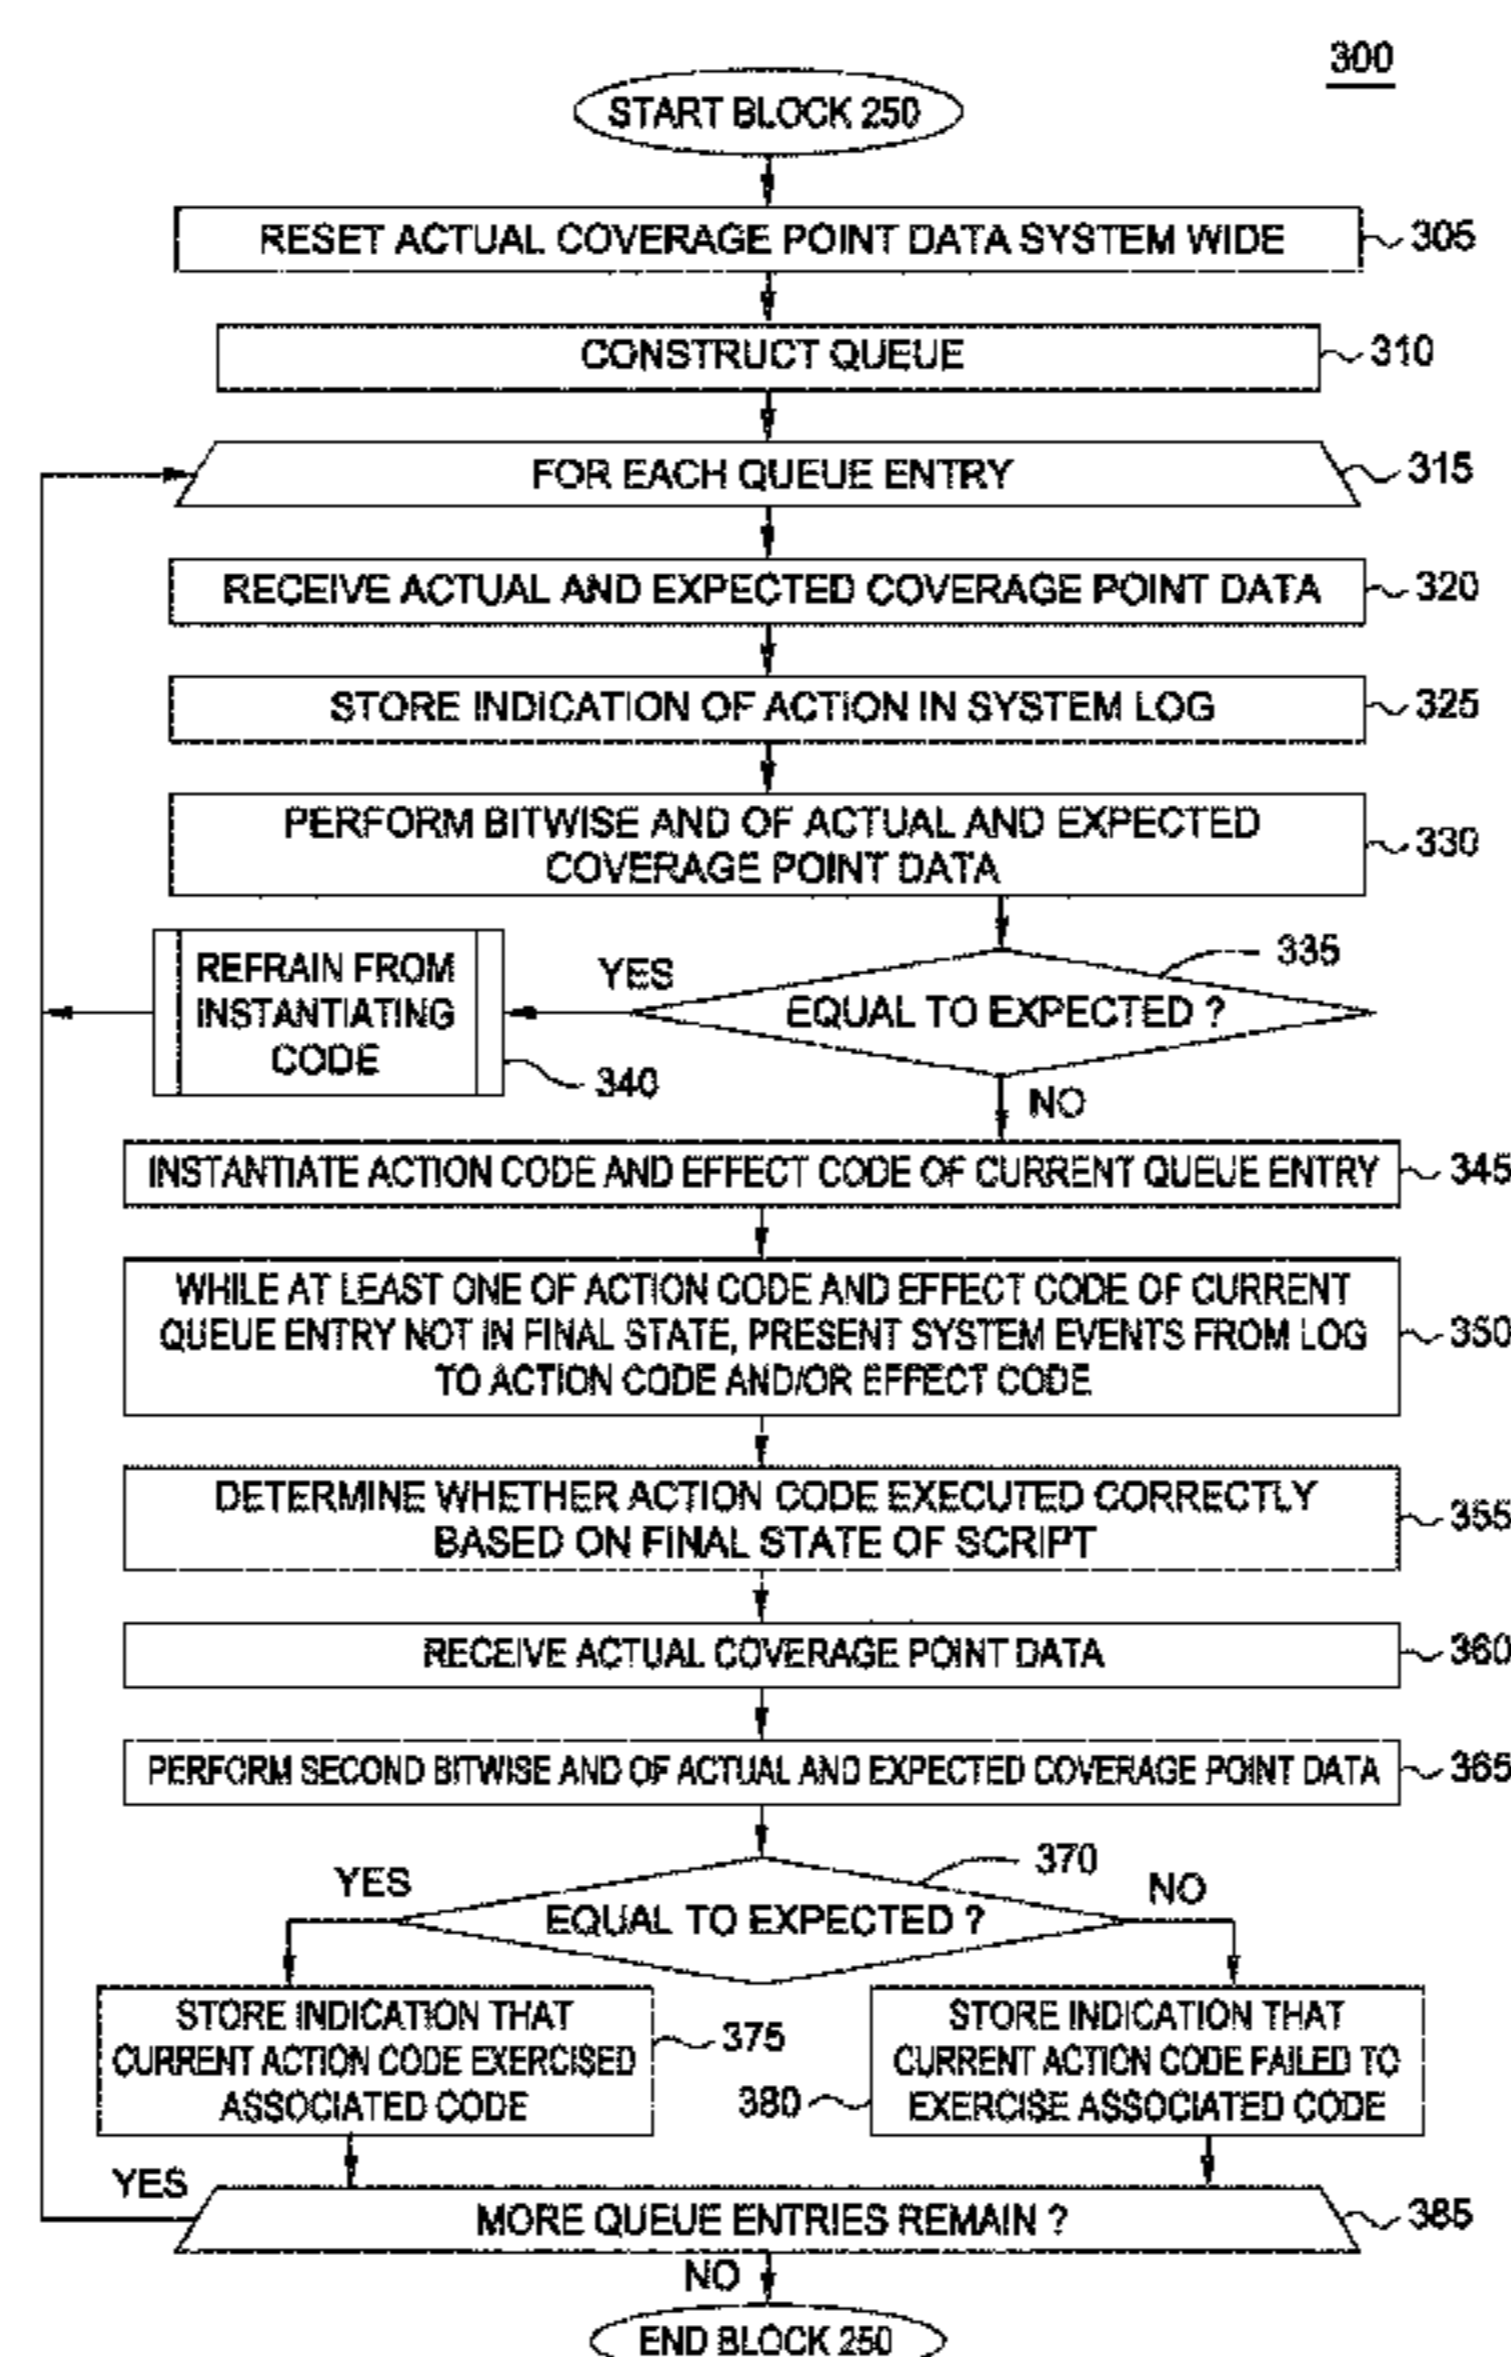 300
START BLOCK 250
RESET ACTUAL COVERAGE POINT DATA SYSTEM WIDE
305
CONSTRUCT QUEUE
310
FOR EACH QUEUE ENTRY
315
RECEIVE ACTUAL AND EXPECTED COVERAGE POINT DATA
320
STORE INDICATION OF ACTION IN SYSTEM LOG
325
PERFORM BITWISE AND OF ACTUAL AND EXPECTED
COVERAGE POINT DATA
330
335
EQUAL TO EXPECTED ?
YES
REFRAIN FROM
INSTANTIATING
CODE
340
NO
INSTANTIATE ACTION CODE AND EFFECT CODE OF CURRENT QUEUE ENTRY
345
WHILE AT LEAST ONE OF ACTION CODE AND EFFECT CODE OF CURRENT
QUEUE ENTRY NOT IN FINAL STATE, PRESENT SYSTEM EVENTS FROM LOG
TO ACTION CODE AND/OR EFFECT CODE
350
DETERMINE WHETHER ACTION CODE EXECUTED CORRECTLY
BASED ON FINAL STATE OF SCRIPT
355
RECEIVE ACTUAL COVERAGE POINT DATA
360
PERFORM SECOND BITWISE AND OF ACTUAL AND EXPECTED COVERAGE POINT DATA
365
370
EQUAL TO EXPECTED ?
YES
NO
STORE INDICATION THAT
CURRENT ACTION CODE EXERCISED
ASSOCIATED CODE
375
STORE INDICATION THAT
CURRENT ACTION CODE FAILED TO
EXERCISE ASSOCIATED CODE
380
YES
MORE QUEUE ENTRIES REMAIN ?
385
NO
END BLOCK 250